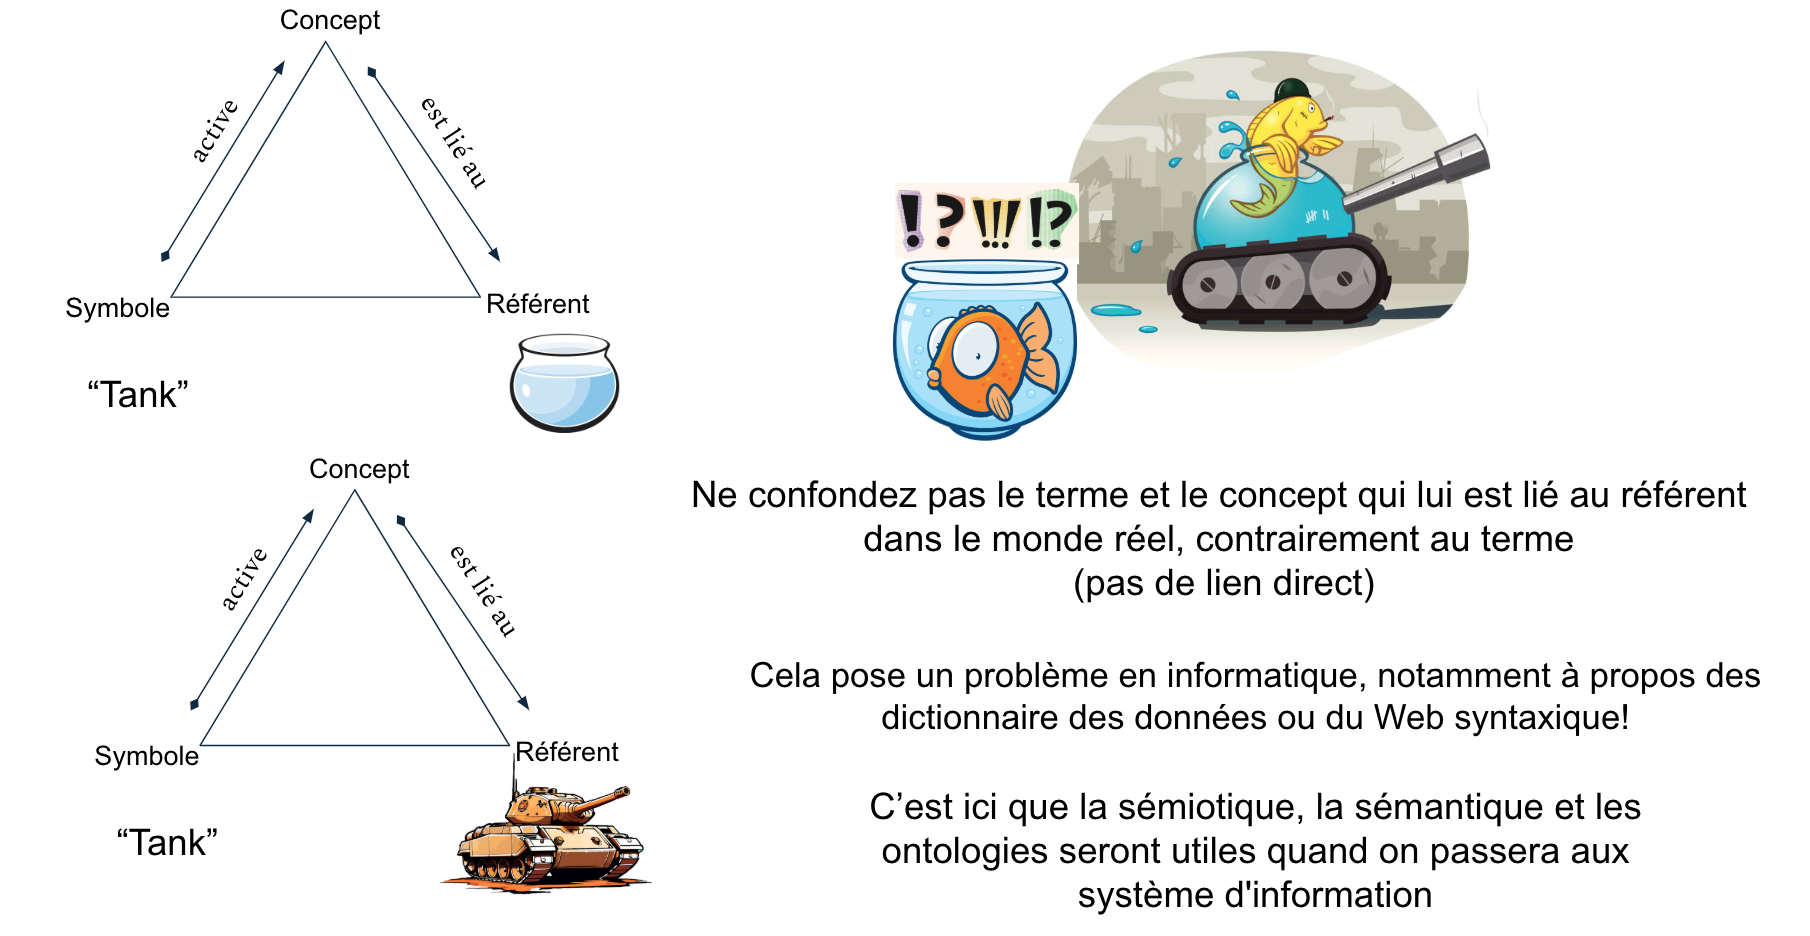 Concept
active
est lié au
Symbole
Référent
“Tank”
Concept
active
est lié au
Symbole
Référent
“Tank”
!?!!!!?
Ne confondez pas le terme et le concept qui lui est lié au référent
dans le monde réel, contrairement au terme
(pas de lien direct)
Cela pose un problème en informatique, notamment à propos des
dictionnaire des données ou du Web syntaxique!
C’est ici que la sémiotique, la sémantique et les
ontologies seront utiles quand on passera aux
système d'information